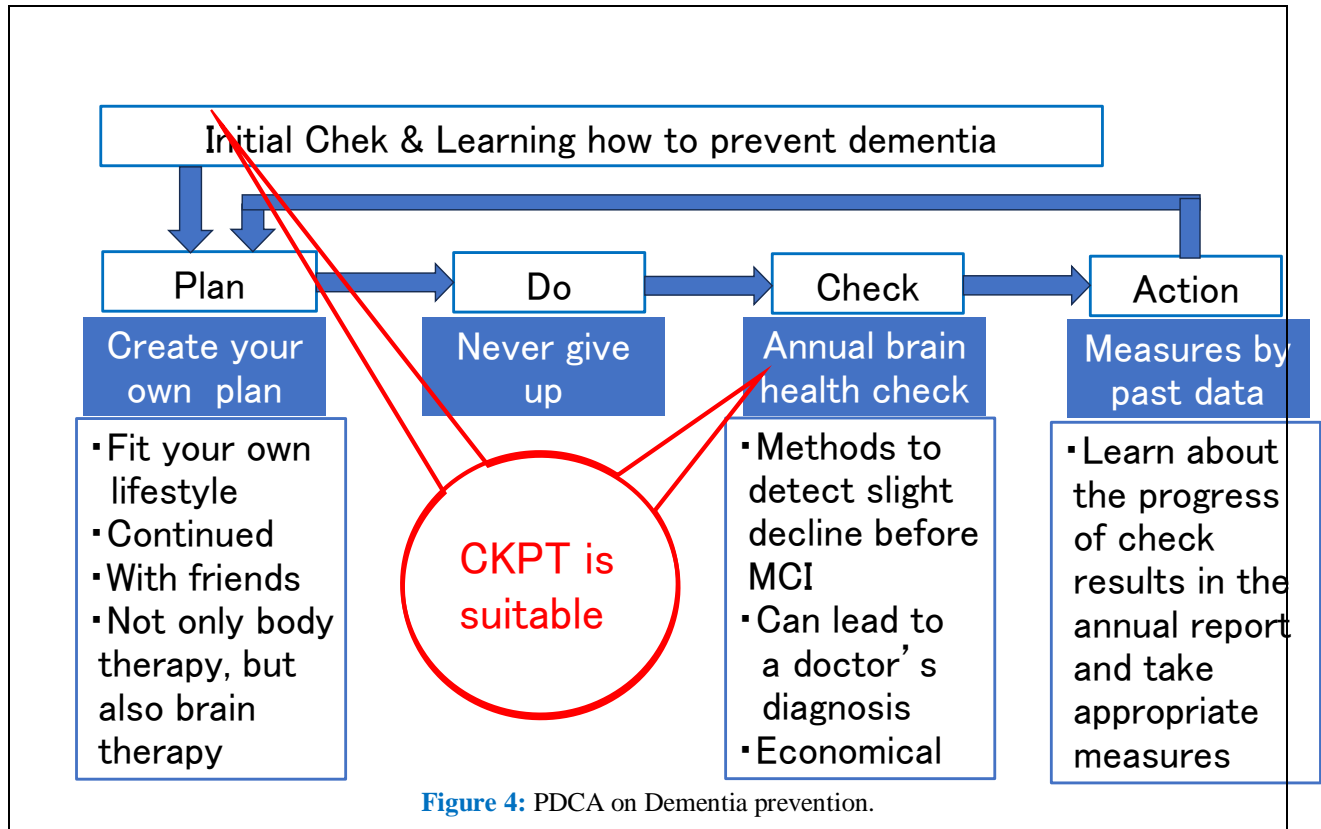 Initial Chek & Learning how to prevent dementia
Plan
Do
Check
Action
Create your
own plan
Never give
up
Annual brain
health check
Measures by
past data
・Fit your own
lifestyle
・Continued
・With friends
・Not only body
therapy, but
also brain
therapy
CKPT is
suitable
・Methods to
detect slight
decline before
MCI
・Can lead to
a doctor’s
diagnosis
・Economical
・Learn about
the progress
of check
results in the
annual report
and take
appropriate
measures
Figure 4: PDCA on Dementia prevention.